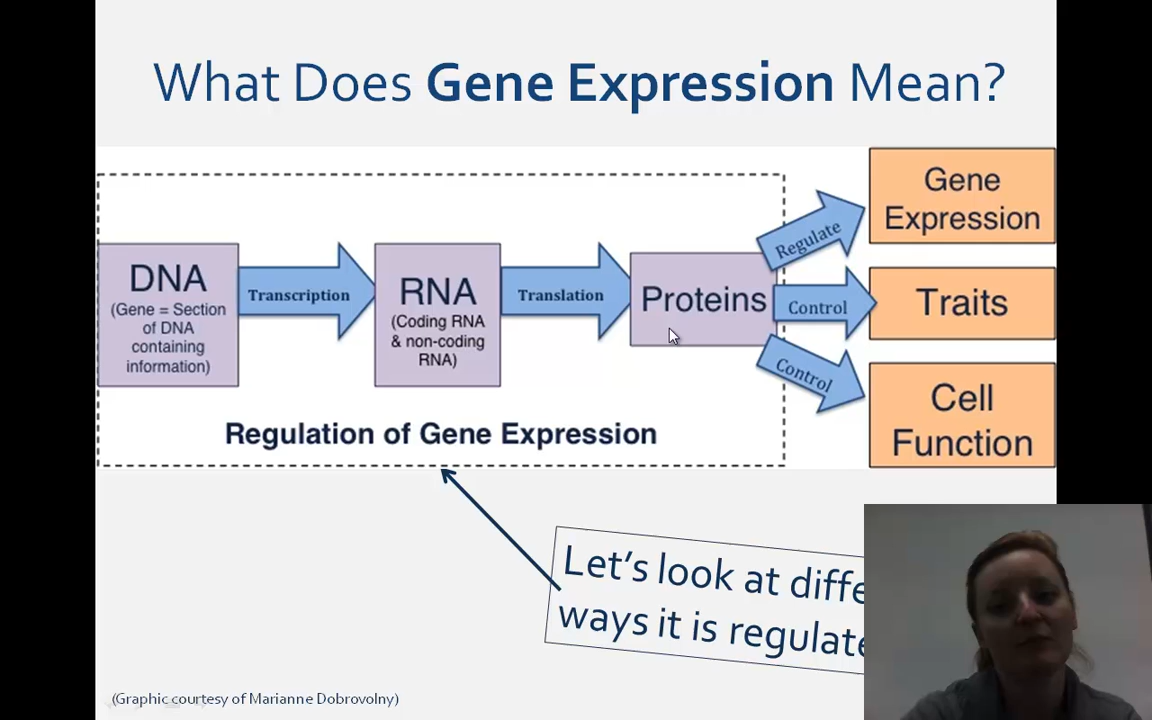 What Does Gene Expression Mean?
DNA
(Gene = Section
of DNA
containing
information)
Transcription
RNA
(Coding RNA
& non-coding
RNA)
Translation
Proteins
Regulate
Control
Control
Gene
Expression
Traits
Cell
Function
Regulation of Gene Expression
Let's look at diffe
ways it is regulate
(Graphic courtesy of Marianne Dobrovolny)